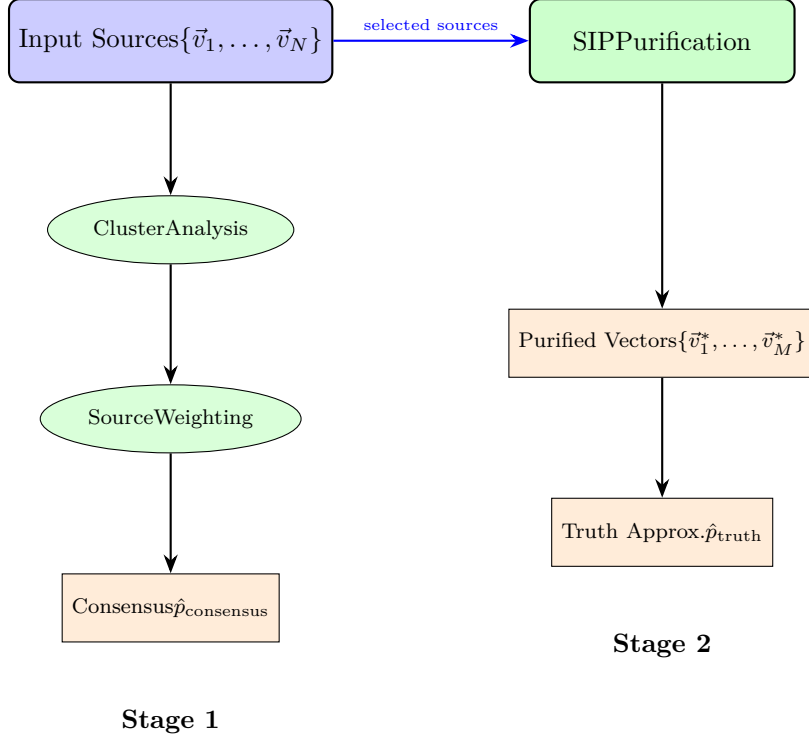 Input Sources{v⃗₁, . . . , v⃗_N}
selected sources
SIPPurification
ClusterAnalysis
SourceWeighting
Consensusp̂_consensus
Stage 1
Purified Vectors{v⃗*₁, . . . , v⃗*_M}
Truth Approx.p̂_truth
Stage 2